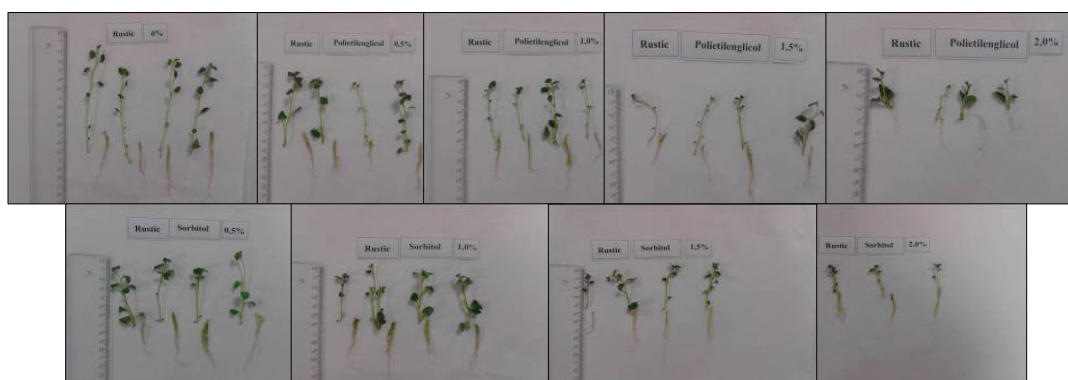 Rustic 0%
Rustic Polietilenglicol 0,5%
Rustic Polietilenglicol 1,0%
Rustic Polietilenglicol 1,5%
Rustic Polietilenglicol 2,0%
Rustic Sorbitol 0,5%
Rustic Sorbitol 1,0%
Rustic Sorbitol 1,5%
Rustic Sorbitol 2,0%